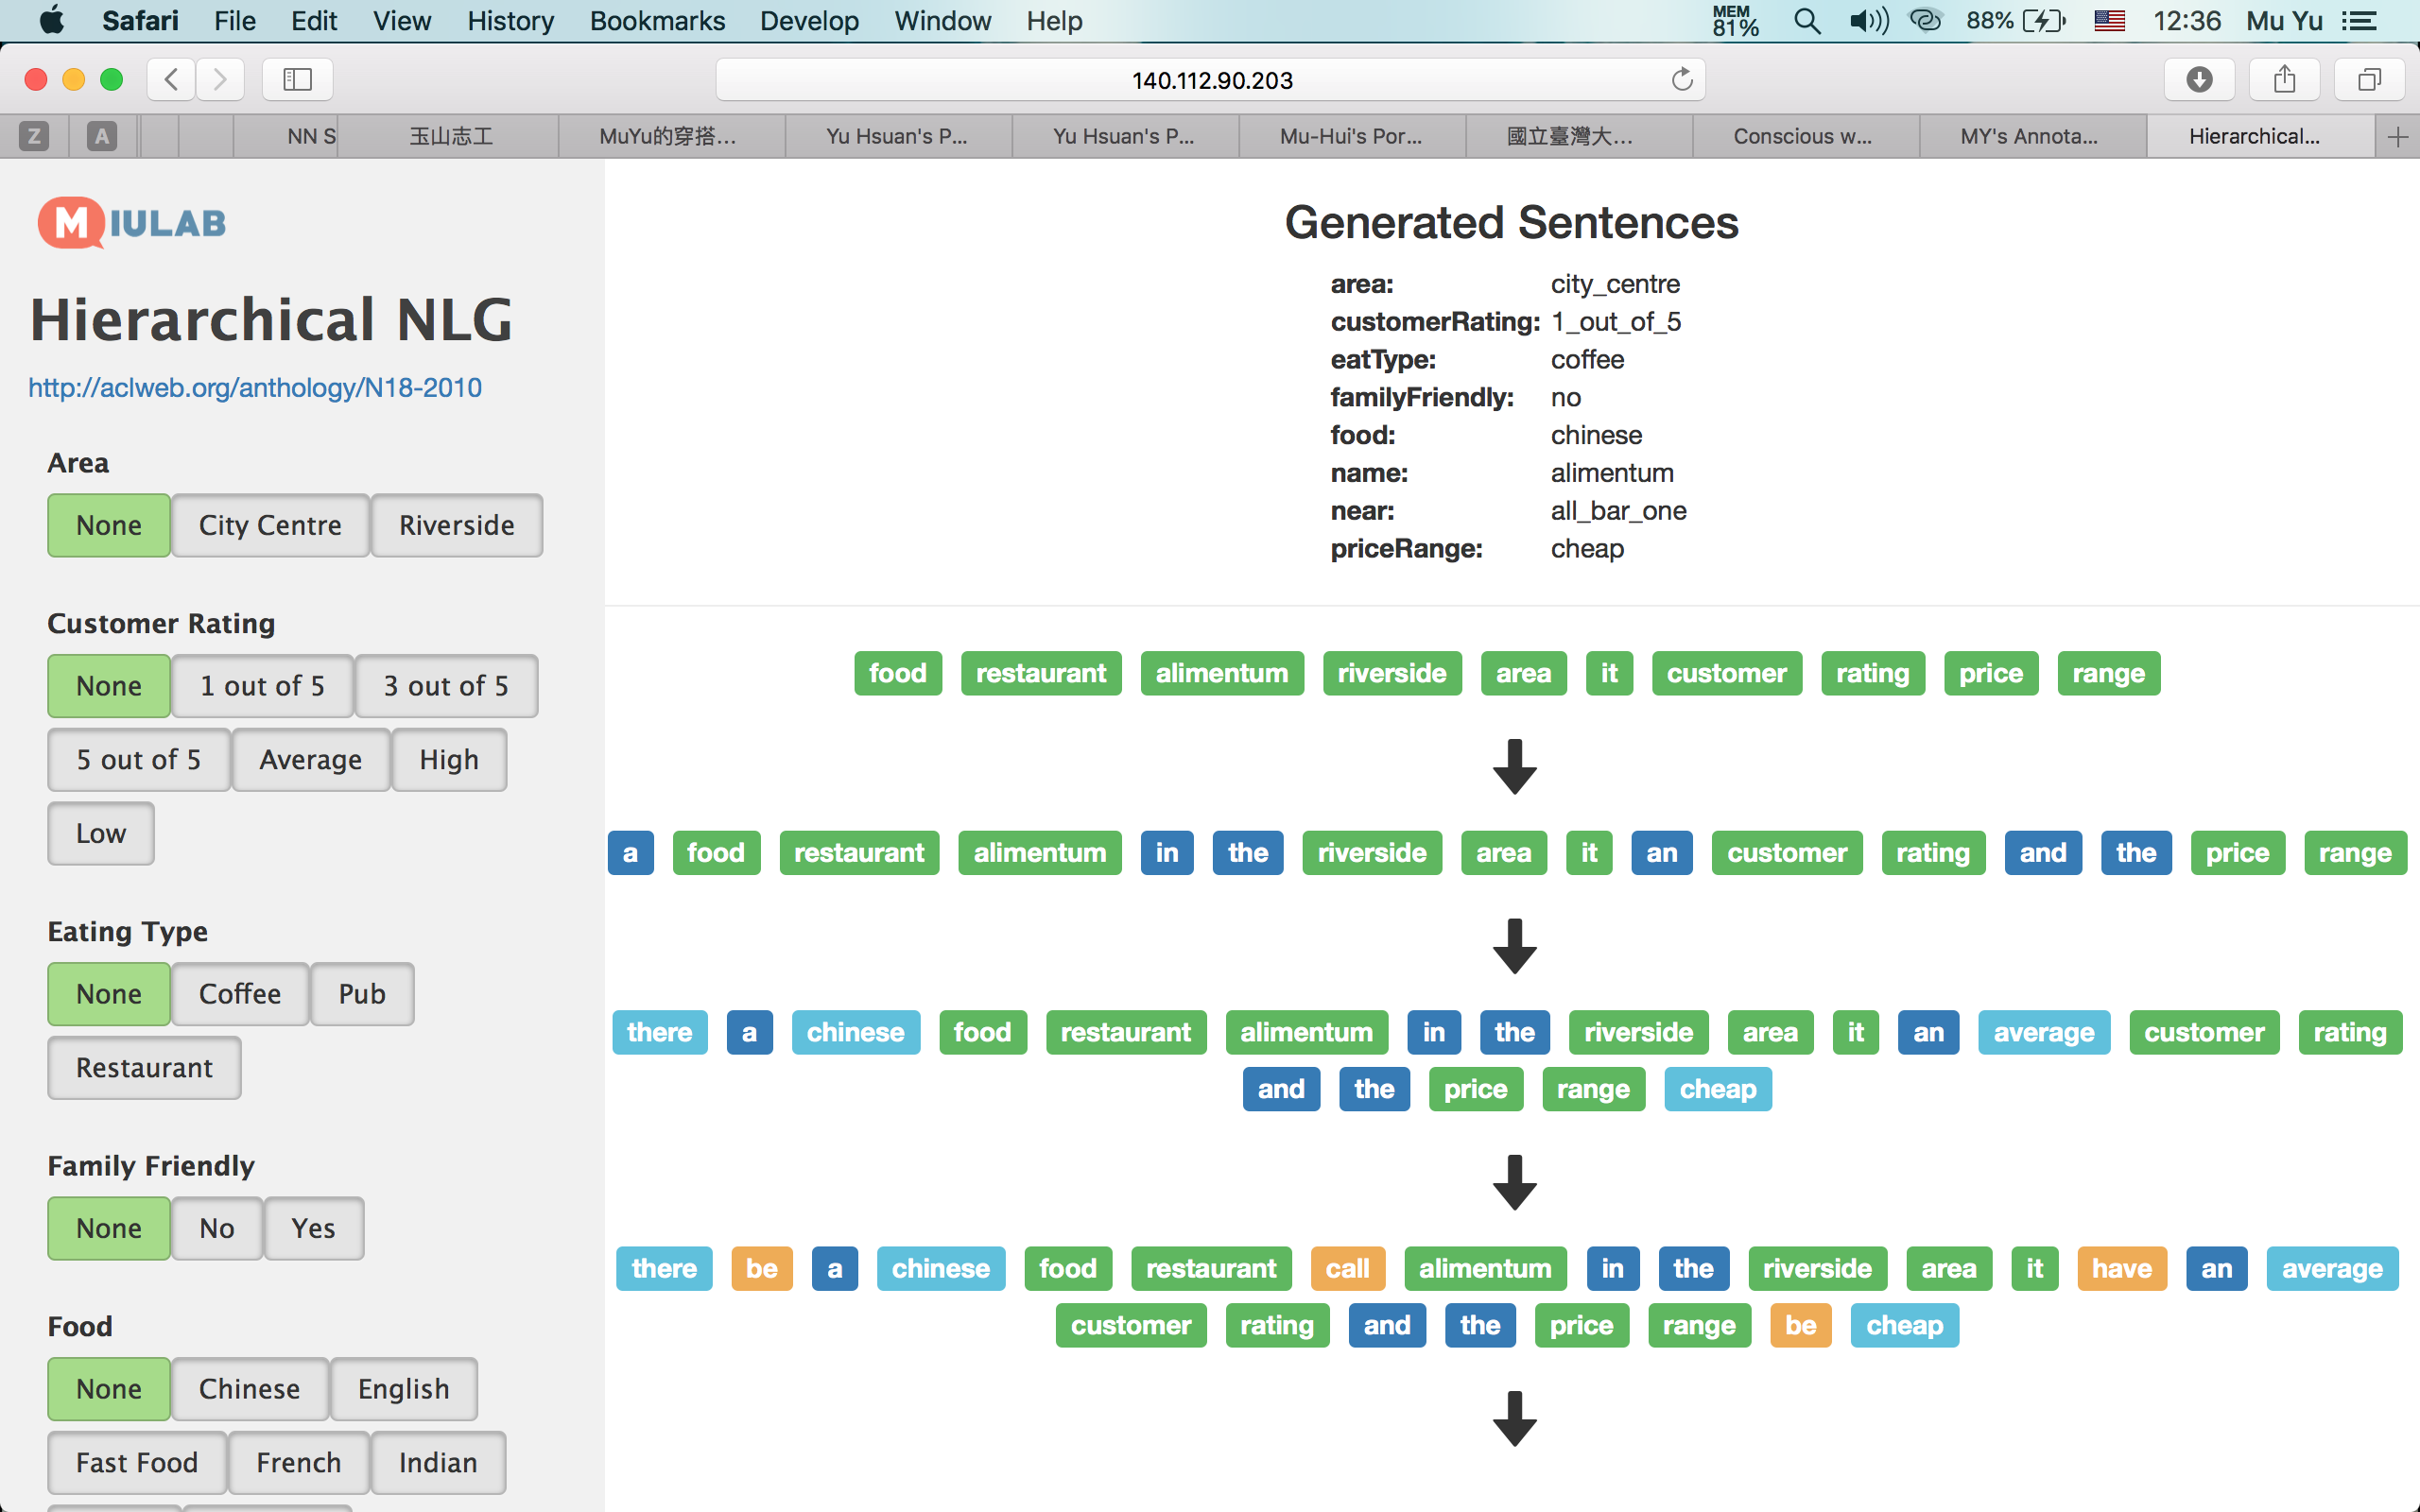 Safari File Edit View History Bookmarks Develop Window Help MEM 81% 88% 12:36 Mu Yu
140.112.90.203
Z A NN S 玉山志工 MuYu的穿搭... Yu Hsuan's P... Yu Hsuan's P... Mu-Hui's Por... 國立臺灣大... Conscious w... MY's Annota... Hierarchical...
MIULAB
Hierarchical NLG
http://aclweb.org/anthology/N18-2010
Area
None City Centre Riverside
Customer Rating
None 1 out of 5 3 out of 5
5 out of 5 Average High
Low
Eating Type
None Coffee Pub
Restaurant
Family Friendly
None No Yes
Food
None Chinese English
Fast Food French Indian
Generated Sentences
area: city_centre
customerRating: 1_out_of_5
eatType: coffee
familyFriendly: no
food: chinese
name: alimentum
near: all_bar_one
priceRange: cheap
food restaurant alimentum riverside area it customer rating price range
a food restaurant alimentum in the riverside area it an customer rating and the price range
there a chinese food restaurant alimentum in the riverside area it an average customer rating
and the price range cheap
there be a chinese food restaurant call alimentum in the riverside area it have an average
customer rating and the price range be cheap